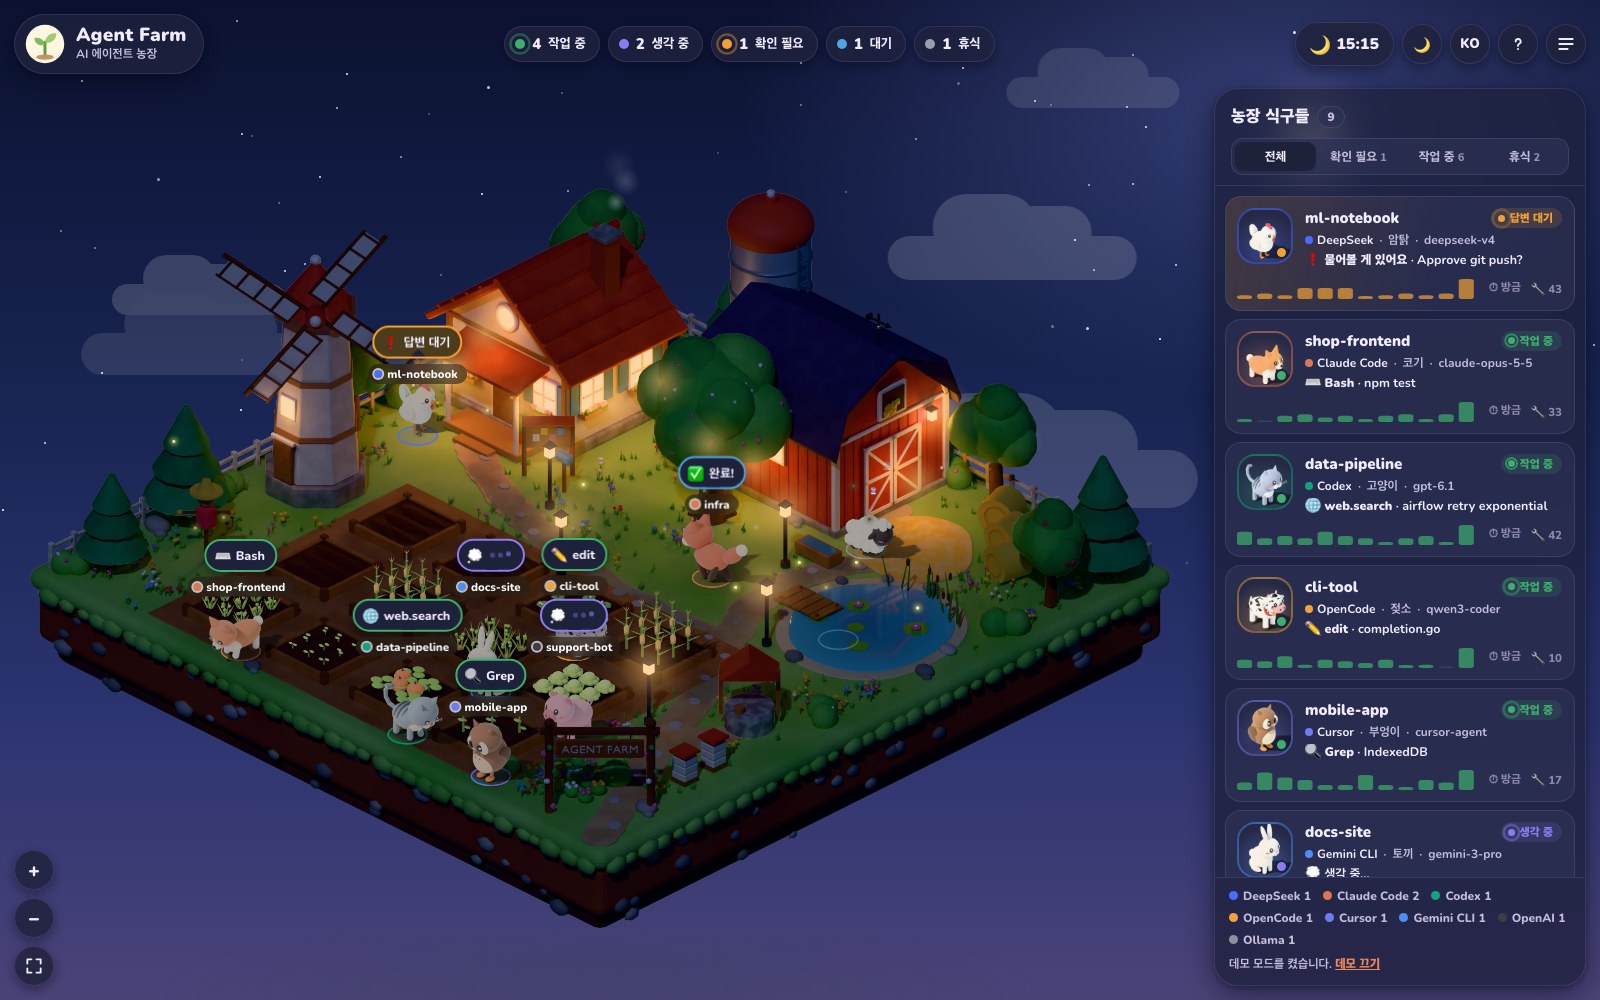 Agent Farm
AI 에이전트 농장
4 작업 중
2 생각 중
1 확인 필요
1 대기
1 휴식
15:15
KO
?
농장 식구들 9
전체
확인 필요 1
작업 중 6
휴식 2
ml-notebook
답변 대기
DeepSeek · 암탉 · deepseek-v4
❗ 물어볼 게 있어요 · Approve git push?
방금 43
shop-frontend
작업 중
Claude Code · 코기 · claude-opus-5-5
Bash · npm test
방금 33
data-pipeline
작업 중
Codex · 고양이 · gpt-6.1
web.search · airflow retry exponential
방금 42
cli-tool
작업 중
OpenCode · 젖소 · qwen3-coder
edit · completion.go
방금 10
mobile-app
작업 중
Cursor · 부엉이 · cursor-agent
Grep · IndexedDB
방금 17
docs-site
생각 중
Gemini CLI · 토끼 · gemini-3-pro
생각 중...
DeepSeek 1 Claude Code 2 Codex 1
OpenCode 1 Cursor 1 Gemini CLI 1 OpenAI 1
Ollama 1
데모 모드를 켰습니다. 데모 끄기
❗ 답변 대기
ml-notebook
✅ 완료!
infra
Bash
shop-frontend
docs-site
edit
cli-tool
web.search
data-pipeline
support-bot
Grep
mobile-app
AGENT FARM
+
−